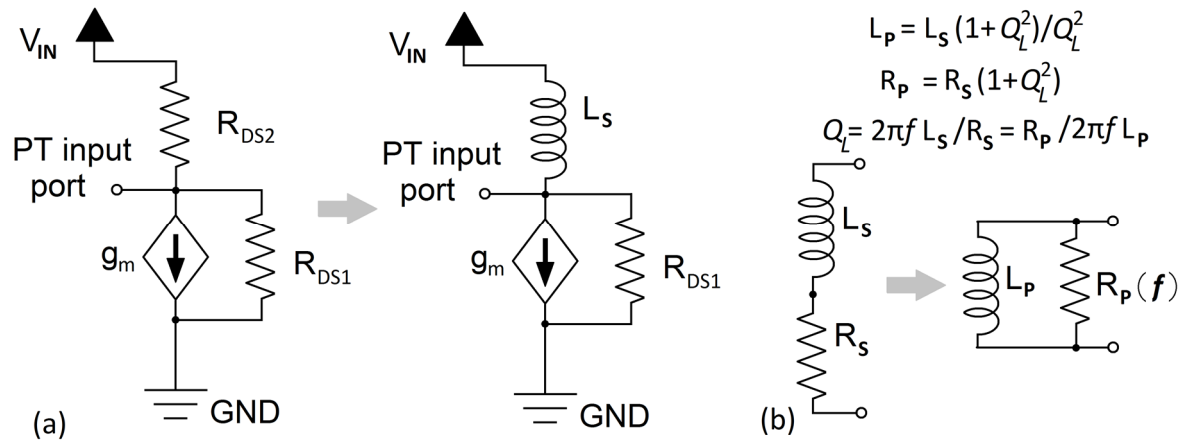 V_IN
R_DS2
PT input
port
g_m
R_DS1
GND
(a)
V_IN
L_S
PT input
port
g_m
R_DS1
GND
L_P = L_S (1+Q_L^2)/Q_L^2
R_P = R_S (1+Q_L^2)
Q_L = 2πf L_S/R_S = R_P/2πf L_P
L_S
R_S
L_P
R_P(f)
(b)